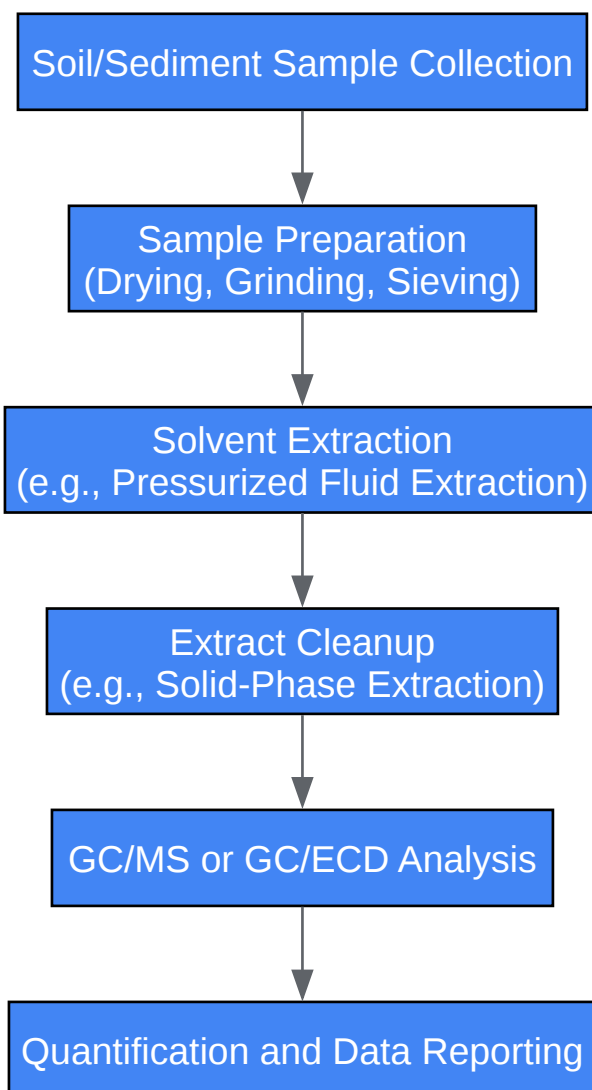 Soil/Sediment Sample Collection
Sample Preparation
(Drying, Grinding, Sieving)
Solvent Extraction
(e.g., Pressurized Fluid Extraction)
Extract Cleanup
(e.g., Solid-Phase Extraction)
GC/MS or GC/ECD Analysis
Quantification and Data Reporting